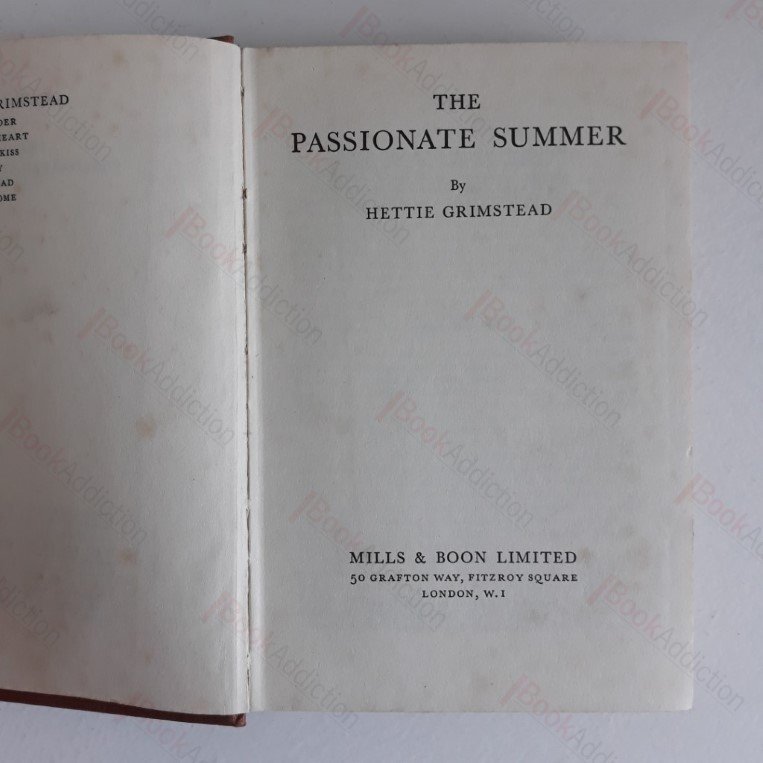 RIMSTEAD
DER
HEART
KISS
Y
AD
OME
THE
PASSIONATE SUMMER
By
HETTIE GRIMSTEAD
MILLS & BOON LIMITED
50 GRAFTON WAY, FITZROY SQUARE
LONDON, W.1
BookAddiction